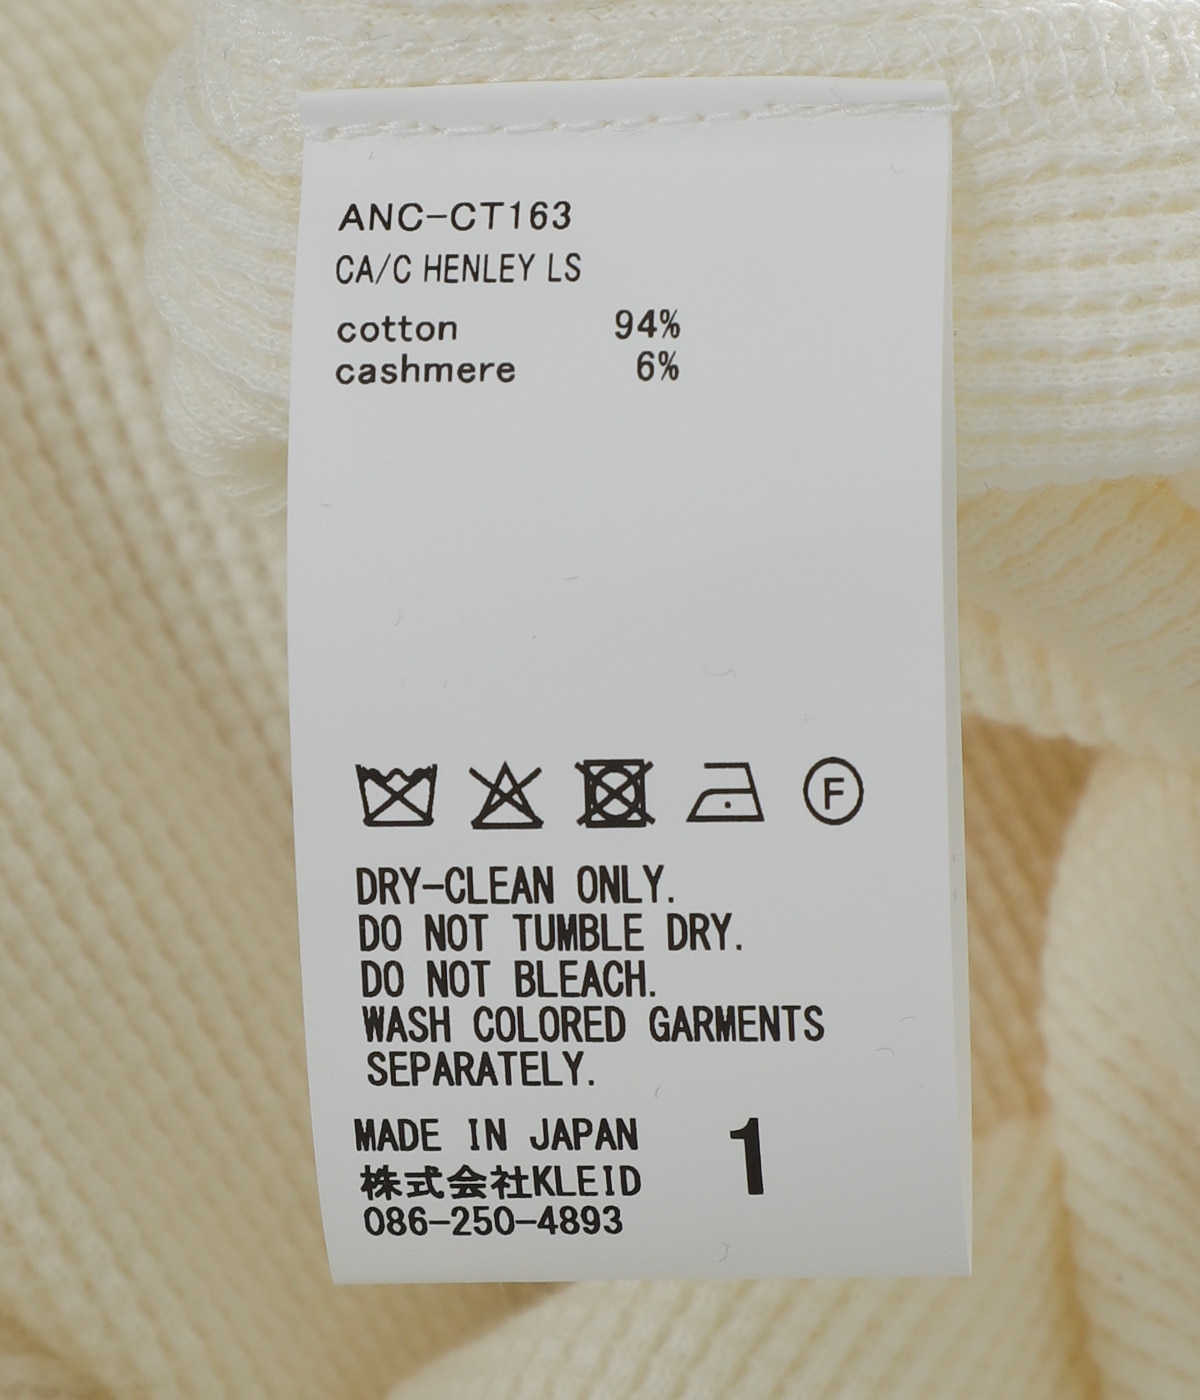 ANC-CT163
CA/C HENLEY LS
cotton 94%
cashmere 6%
F
DRY-CLEAN ONLY.
DO NOT TUMBLE DRY.
DO NOT BLEACH.
WASH COLORED GARMENTS
SEPARATELY.
MADE IN JAPAN
株式会社KLEID
086-250-4893
1